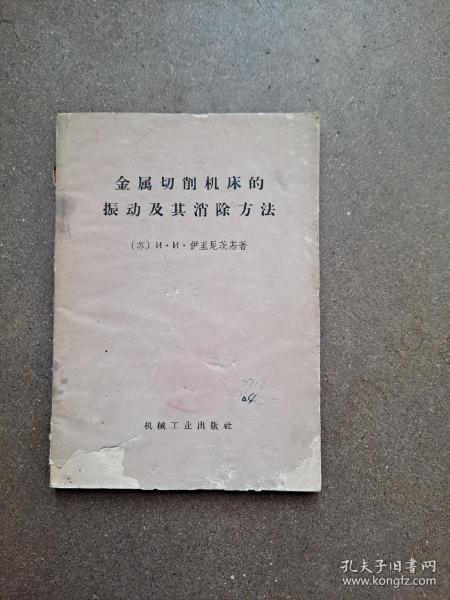 金属切削机床的
振动及其消除方法
〔苏〕И·И·伊里尼茨基著
机械工业出版社
孔夫子旧书网
www.kongfz.com